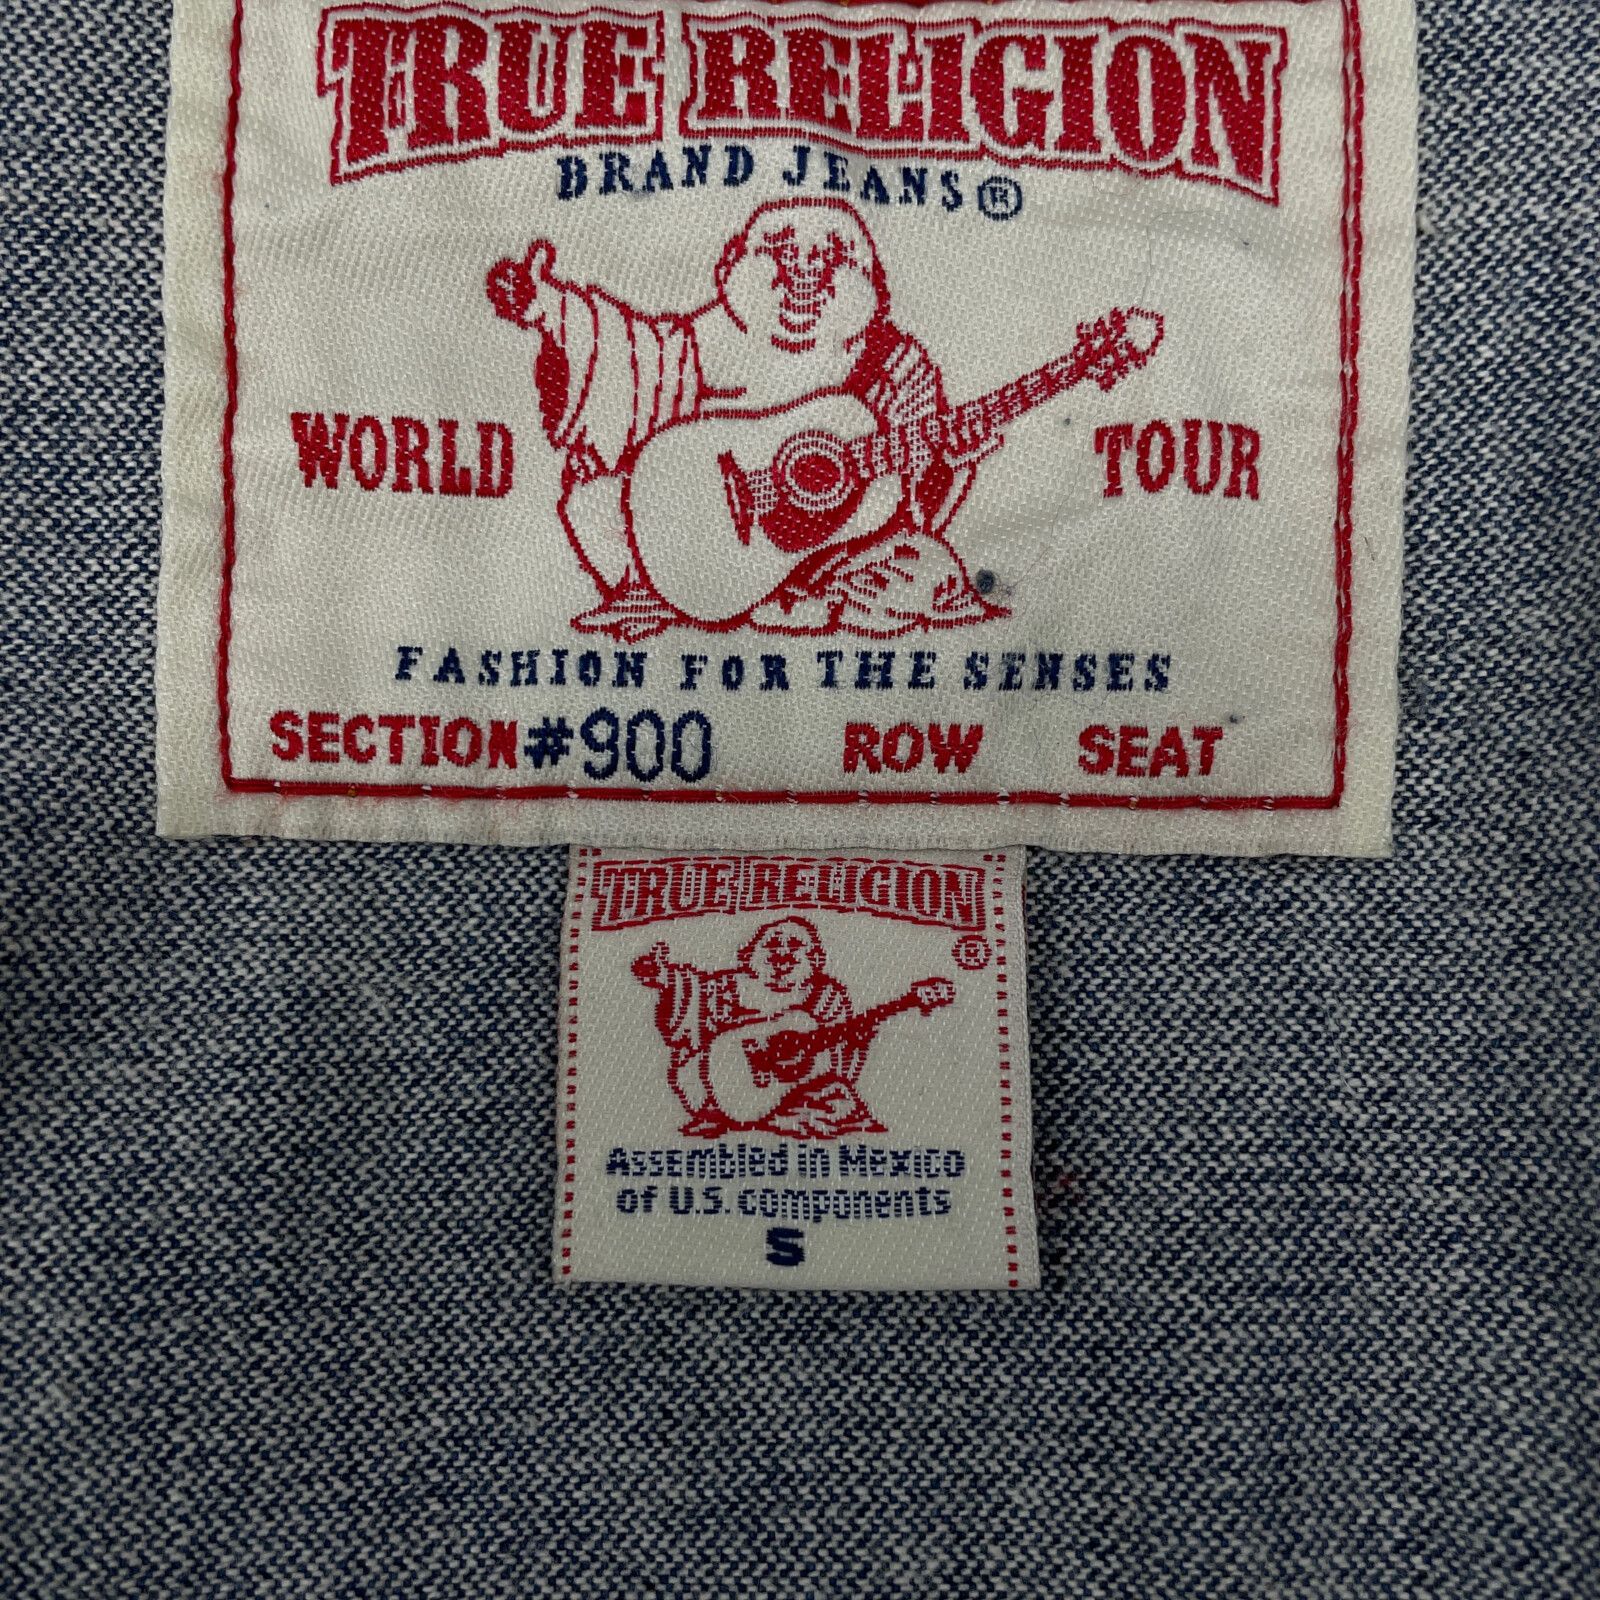 TRUE RELIGION
BRAND JEANS®
WORLD TOUR
FASHION FOR THE SENSES
SECTION #900 ROW SEAT
TRUE RELIGION
®
Assembled in Mexico
of U.S. components
S